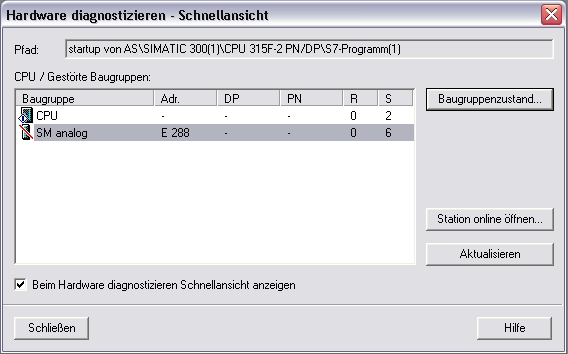 Hardware diagnostizieren - Schnellansicht
Pfad: startup von AS\SIMATIC 300(1)\CPU 315F-2 PN/DP\S7-Programm(1)
CPU / Gestörte Baugruppen:
Baugruppe Adr. DP PN R S
CPU - - - 0 2
SM analog E 288 - - 0 6
Baugruppenzustand...
Station online öffnen...
Aktualisieren
Beim Hardware diagnostizieren Schnellansicht anzeigen
Schließen Hilfe